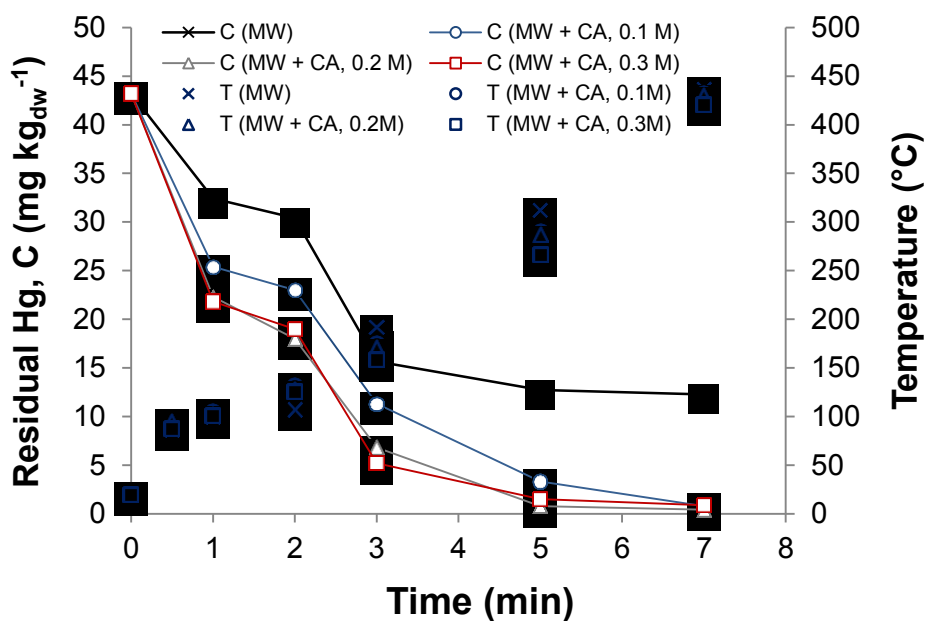 C (MW)
C (MW + CA, 0.1 M)
C (MW + CA, 0.2 M)
C (MW + CA, 0.3 M)
T (MW)
T (MW + CA, 0.1M)
T (MW + CA, 0.2M)
T (MW + CA, 0.3M)
Residual Hg, C (mg kg_dw⁻¹)
50
45
40
35
30
25
20
15
10
5
0
500
450
400
350
300
250
200
150
100
50
0
Temperature (°C)
0 1 2 3 4 5 6 7 8
Time (min)